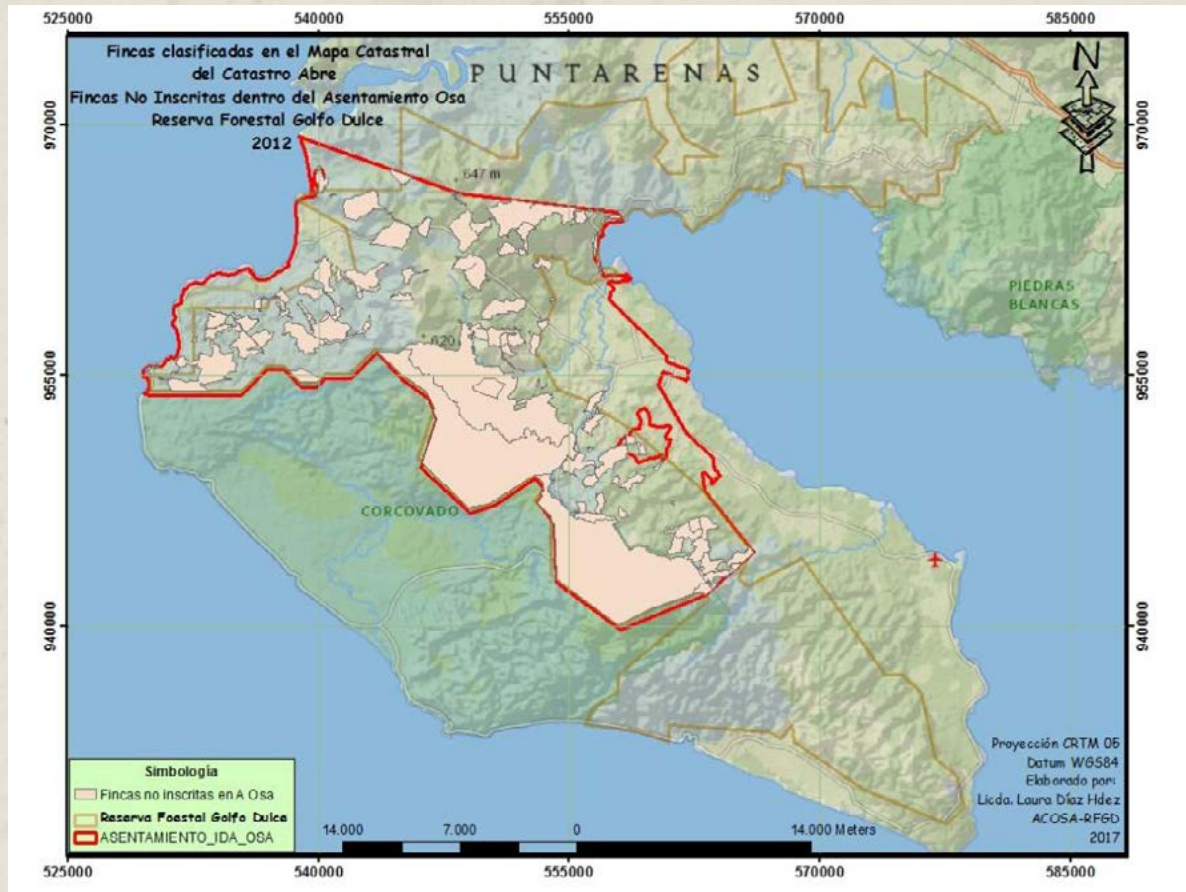 525000 540000 555000 570000 585000
Fincas clasificadas en el Mapa Catastral
del Catastro Abre
Fincas No Inscritas dentro del Asentamiento Osa
Reserva Forestal Golfo Dulce
2012
PUNTARENAS
N
970000 970000
647 m
PIEDRAS
BLANCAS
620
965000 965000
CORCOVADO
940000 940000
Proyección CRTM 05
Datum WGS84
Elaborado por:
Licda. Laura Díaz Hdez
ACOSA-RFGD
2017
Simbología
Fincas no inscritas en A Osa
Reserva Foestal Golfo Dulce
ASENTAMIENTO_IDA_OSA
14.000 7.000 0 14.000 Meters
525000 540000 555000 570000 585000